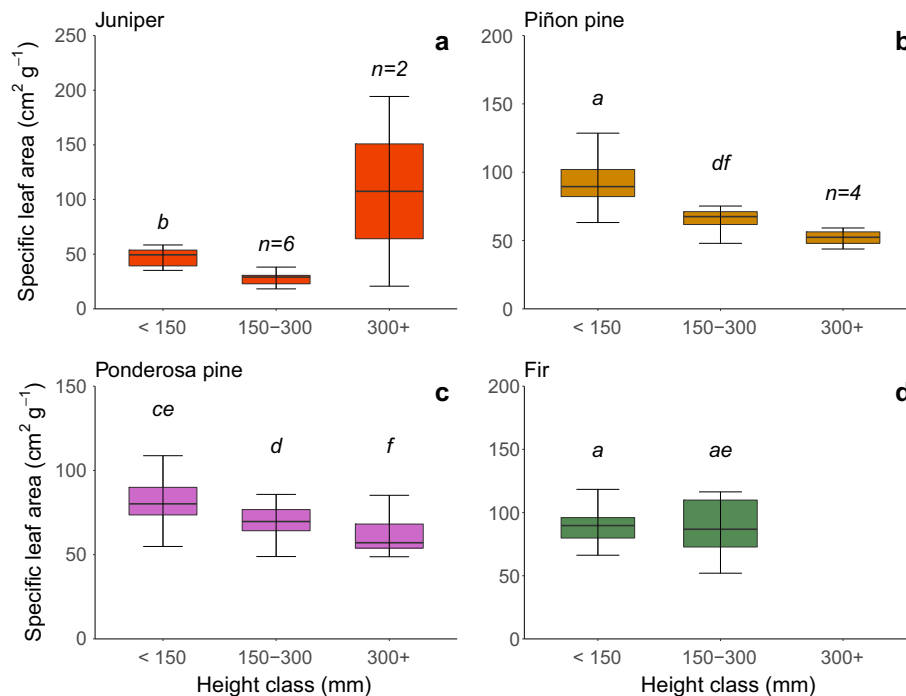 Juniper
a
250
200
150
100
50
0
Specific leaf area (cm² g⁻¹)
b
n=6
n=2
< 150
150−300
300+
Piñon pine
b
200
150
100
50
0
a
df
n=4
< 150
150−300
300+
Ponderosa pine
c
150
100
50
0
Specific leaf area (cm² g⁻¹)
ce
d
f
< 150
150−300
300+
Height class (mm)
Fir
d
200
150
100
50
0
a
ae
< 150
150−300
300+
Height class (mm)